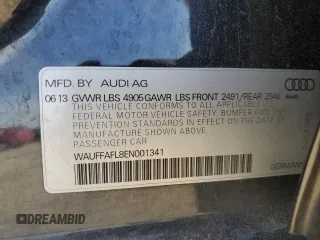 MFD. BY AUDI AG
0613 GVWR LBS 4905 GAWR LBS FRONT 2491/REAR 2546
THIS VEHICLE CONFORMS TO ALL APPLICABLE
FEDERAL MOTOR VEHICLE SAFETY, BUMPER, AND
THEFT PREVENTION STANDARDS IN EFFECT ON
THE DATE OF MANUFACTURE SHOWN ABOVE.
PASSENGER CAR
WAUFFAFL8EN001341
GERMANY
Audi
©DREAMBID